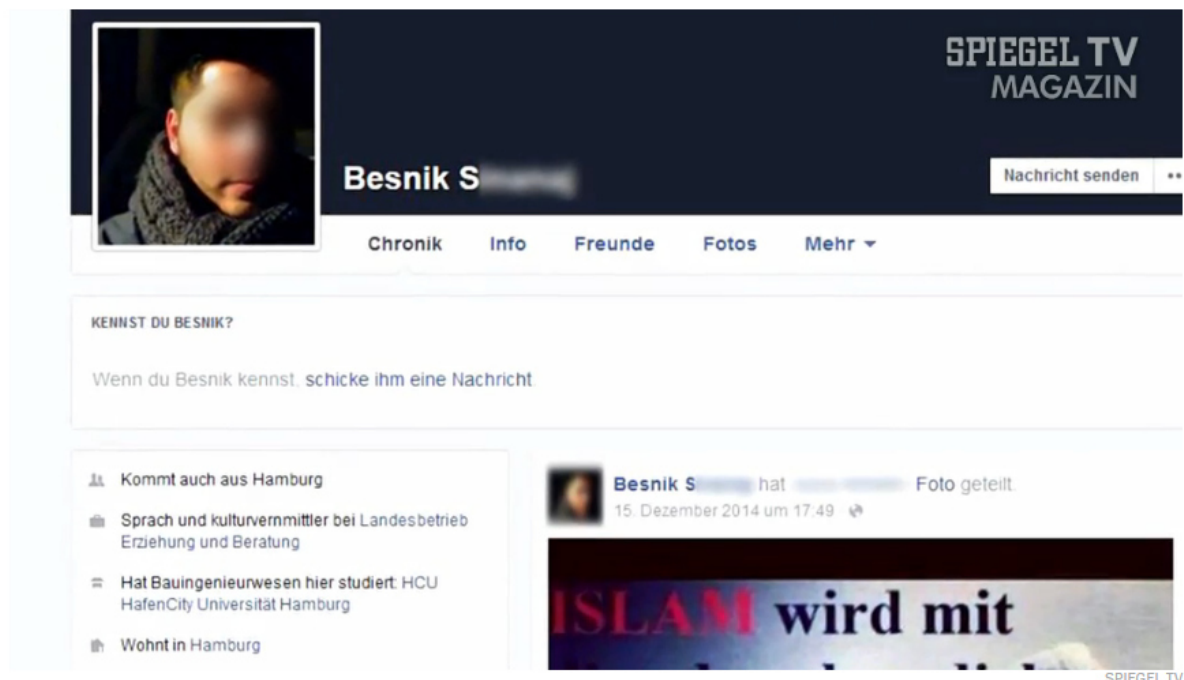 SPIEGEL TV
MAGAZIN
Besnik S
Nachricht senden
Chronik Info Freunde Fotos Mehr
KENNST DU BESNIK?
Wenn du Besnik kennst, schicke ihm eine Nachricht.
Kommt auch aus Hamburg
Sprach und kulturvernmittler bei Landesbetrieb
Erziehung und Beratung
Hat Bauingenieurwesen hier studiert: HCU
HafenCity Universität Hamburg
Wohnt in Hamburg
Besnik S hat Foto geteilt.
15. Dezember 2014 um 17:49
ISLAM wird mit
SPIEGEL TV